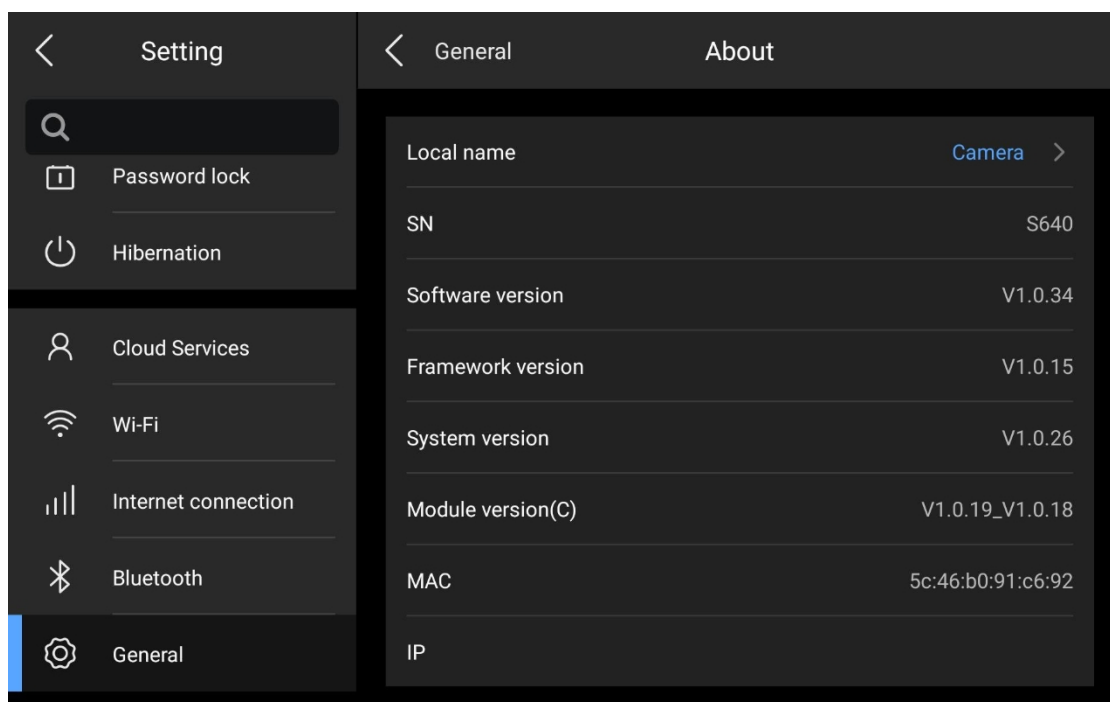 Setting
Password lock
Hibernation
Cloud Services
Wi-Fi
Internet connection
Bluetooth
General
General About
Local name Camera
SN S640
Software version V1.0.34
Framework version V1.0.15
System version V1.0.26
Module version(C) V1.0.19_V1.0.18
MAC 5c:46:b0:91:c6:92
IP